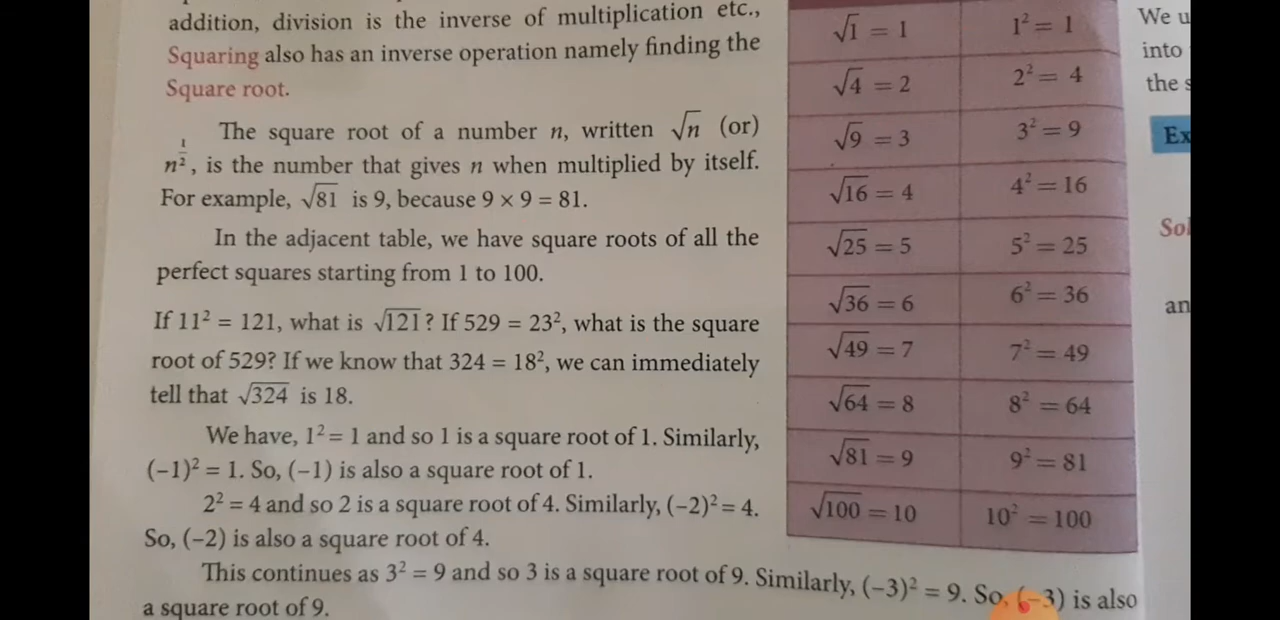 addition, division is the inverse of multiplication etc.,
Squaring also has an inverse operation namely finding the
Square root.
The square root of a number n, written √n (or)
n^(1/2), is the number that gives n when multiplied by itself.
For example, √81 is 9, because 9 × 9 = 81.
In the adjacent table, we have square roots of all the
perfect squares starting from 1 to 100.
If 11² = 121, what is √121? If 529 = 23², what is the square
root of 529? If we know that 324 = 18², we can immediately
tell that √324 is 18.
We have, 1² = 1 and so 1 is a square root of 1. Similarly,
(−1)² = 1. So, (−1) is also a square root of 1.
2² = 4 and so 2 is a square root of 4. Similarly, (−2)² = 4.
So, (−2) is also a square root of 4.
This continues as 3² = 9 and so 3 is a square root of 9. Similarly, (−3)² = 9. So, (−3) is also
a square root of 9.
√1 = 1 1² = 1
√4 = 2 2² = 4
√9 = 3 3² = 9
√16 = 4 4² = 16
√25 = 5 5² = 25
√36 = 6 6² = 36
√49 = 7 7² = 49
√64 = 8 8² = 64
√81 = 9 9² = 81
√100 = 10 10² = 100
We u
into
the s
Ex
Sol
an